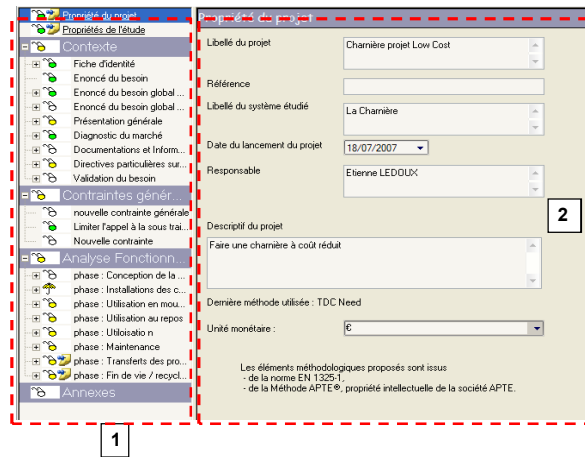 Propriété du projet
Propriétés de l'étude
Contexte
Fiche d'identité
Enoncé du besoin
Enoncé du besoin global ...
Enoncé du besoin global ...
Présentation générale
Diagnostic du marché
Documentations et Inform...
Directives particulières sur...
Validation du besoin
Contraintes génér...
nouvelle contrainte générale
Limiter l'appel à la sous trai...
Nouvelle contrainte
Analyse Fonctionn...
phase : Conception de la ...
phase : Installations des c...
phase : Utilisation en mou...
phase : Utilisation au repos
phase : Utiloisatio n
phase : Maintenance
phase : Transferts des pro...
phase : Fin de vie / recycl...
Annexes
1
Propriété du projet
Libellé du projet
Charnière projet Low Cost
Référence
Libellé du système étudié
La Charnière
Date du lancement du projet
18/07/2007
Responsable
Etienne LEDOUX
2
Descriptif du projet
Faire une charnière à coût réduit
Dernière méthode utilisée : TDC Need
Unité monétaire :
€
Les éléments méthodologiques proposés sont issus
- de la norme EN 1325-1,
- de la Méthode APTE®, propriété intellectuelle de la société APTE.